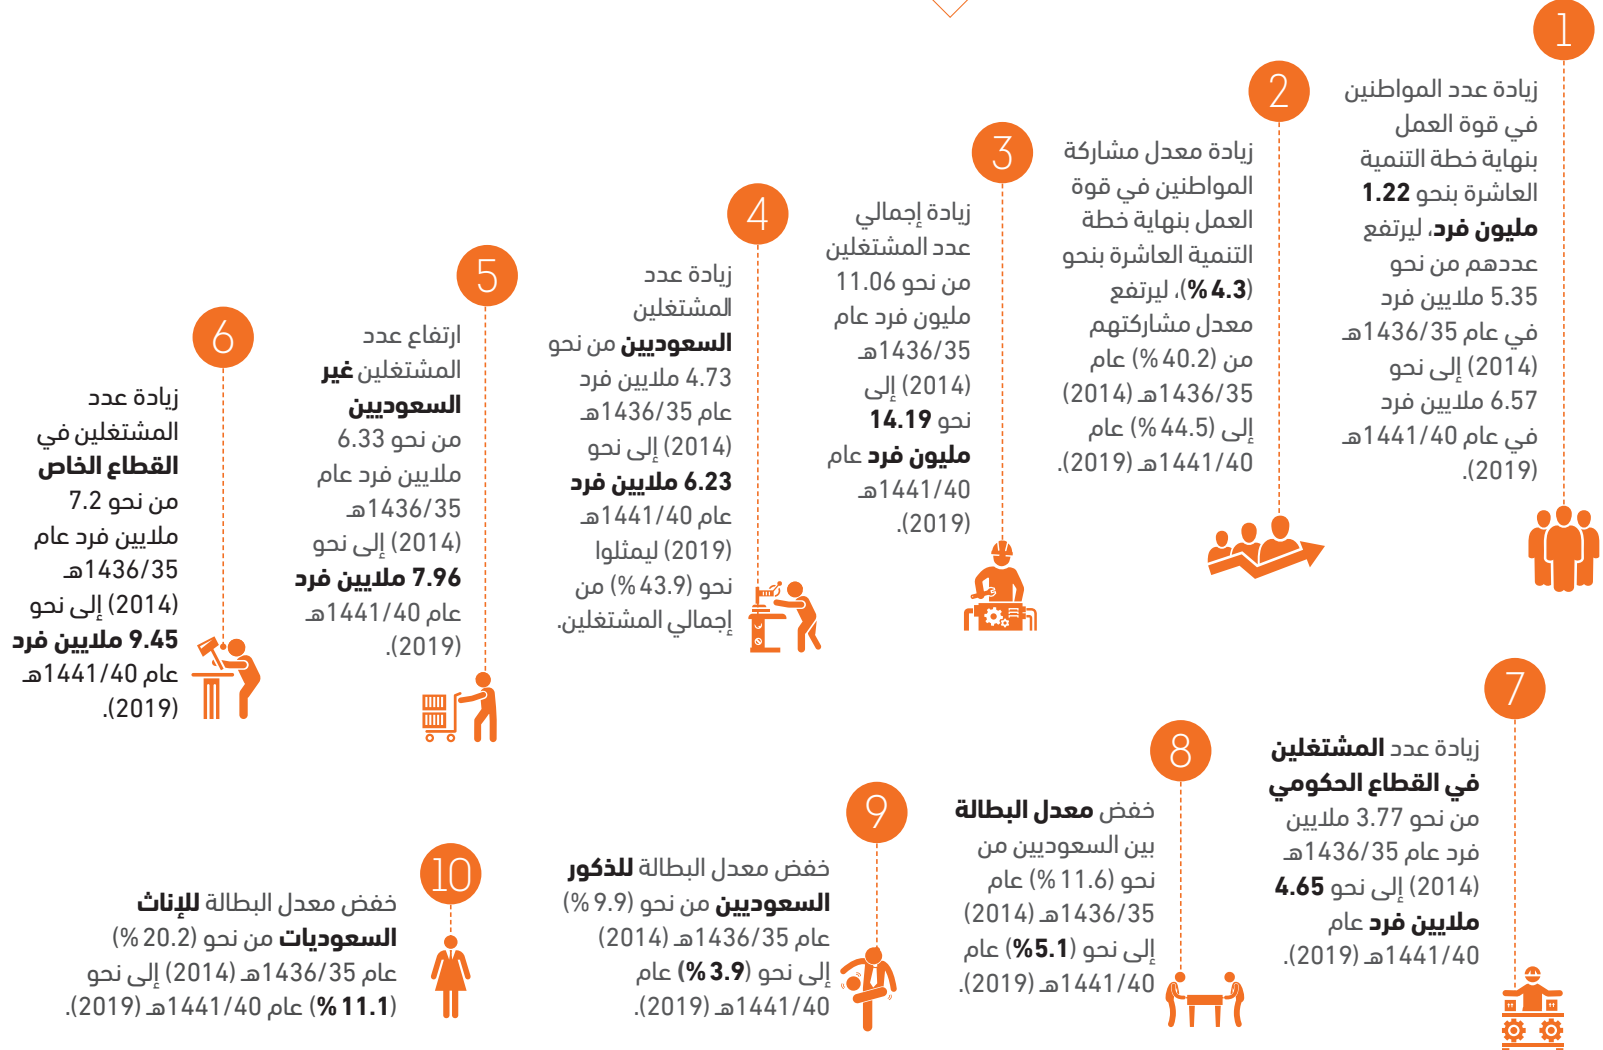 1
زيادة عدد المواطنين
في قوة العمل
بنهاية خطة التنمية
العاشرة بنحو 1.22
مليون فرد، ليرتفع
عددهم من نحو
5.35 ملايين فرد
في عام 1436/35هـ
(2014) إلى نحو
6.57 ملايين فرد
في عام 1441/40هـ
(2019).
2
زيادة معدل مشاركة
المواطنين في قوة
العمل بنهاية خطة
التنمية العاشرة بنحو
(4.3 %)، ليرتفع
معدل مشاركتهم
من (40.2 %) عام
1436/35هـ (2014)
إلى (44.5 %) عام
1441/40هـ (2019).
3
زيادة إجمالي
عدد المشتغلين
من نحو 11.06
مليون فرد عام
1436/35هـ
(2014) إلى
نحو 14.19
مليون فرد عام
1441/40هـ
(2019).
4
زيادة عدد
المشتغلين
السعوديين من نحو
4.73 ملايين فرد
عام 1436/35هـ
(2014) إلى نحو
6.23 ملايين فرد
عام 1441/40هـ
(2019) ليمثلوا
نحو (43.9 %) من
إجمالي المشتغلين.
5
ارتفاع عدد
المشتغلين غير
السعوديين
من نحو 6.33
ملايين فرد عام
1436/35هـ
(2014) إلى نحو
7.96 ملايين فرد
عام 1441/40هـ
(2019).
6
زيادة عدد
المشتغلين في
القطاع الخاص
من نحو 7.2
ملايين فرد عام
1436/35هـ
(2014) إلى نحو
9.45 ملايين فرد
عام 1441/40هـ
(2019).
7
زيادة عدد المشتغلين
في القطاع الحكومي
من نحو 3.77 ملايين
فرد عام 1436/35هـ
(2014) إلى نحو 4.65
ملايين فرد عام
1441/40هـ (2019).
8
خفض معدل البطالة
بين السعوديين من
نحو (11.6 %) عام
1436/35هـ (2014)
إلى نحو (5.1%) عام
1441/40هـ (2019).
9
خفض معدل البطالة للذكور
السعوديين من نحو (9.9 %)
عام 1436/35هـ (2014)
إلى نحو (3.9 %) عام
1441/40هـ (2019).
10
خفض معدل البطالة للإناث
السعوديات من نحو (20.2 %)
عام 1436/35هـ (2014) إلى نحو
(11.1 %) عام 1441/40هـ (2019).